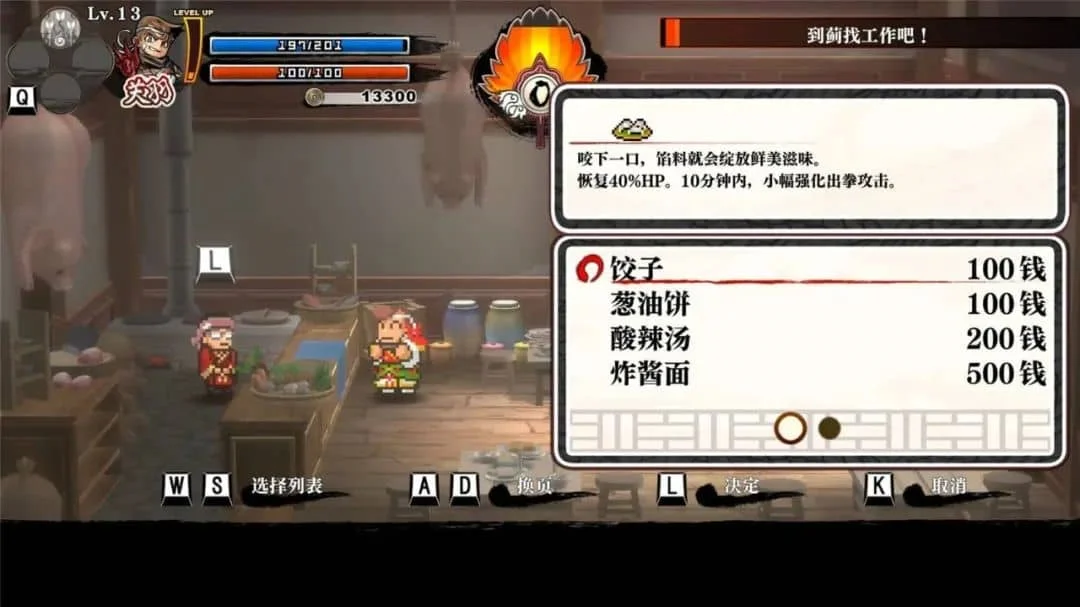 Lv.13
LEVEL UP
197/201
100/100
13300
关羽
Q
到蓟找工作吧！
咬下一口，馅料就会绽放鲜美滋味。
恢复40%HP。10分钟内，小幅强化出拳攻击。
L
饺子 100钱
葱油饼 100钱
酸辣汤 200钱
炸酱面 500钱
W S 选择列表 A D 换页 L 决定 K 取消